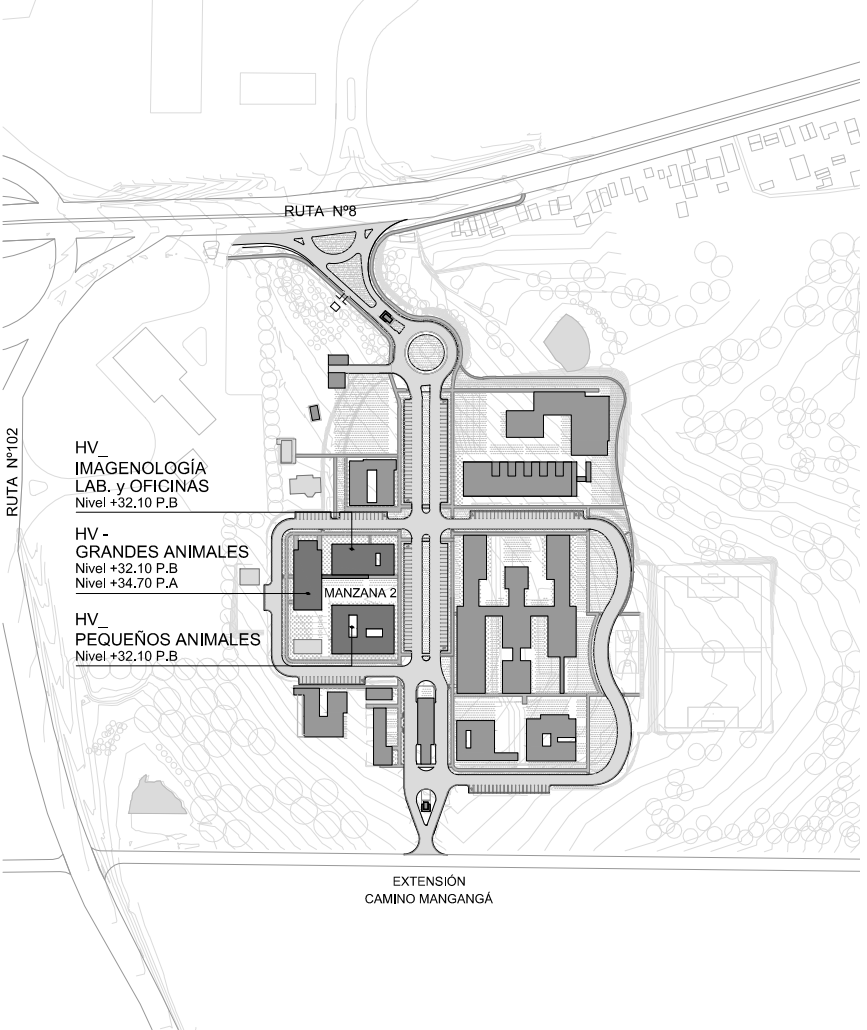 RUTA Nº8
RUTA Nº102
HV_
IMAGENOLOGÍA
LAB. y OFICINAS
Nivel +32.10 P.B
HV -
GRANDES ANIMALES
Nivel +32.10 P.B
Nivel +34.70 P.A
MANZANA 2
HV_
PEQUEÑOS ANIMALES
Nivel +32.10 P.B
EXTENSIÓN
CAMINO MANGANGÁ